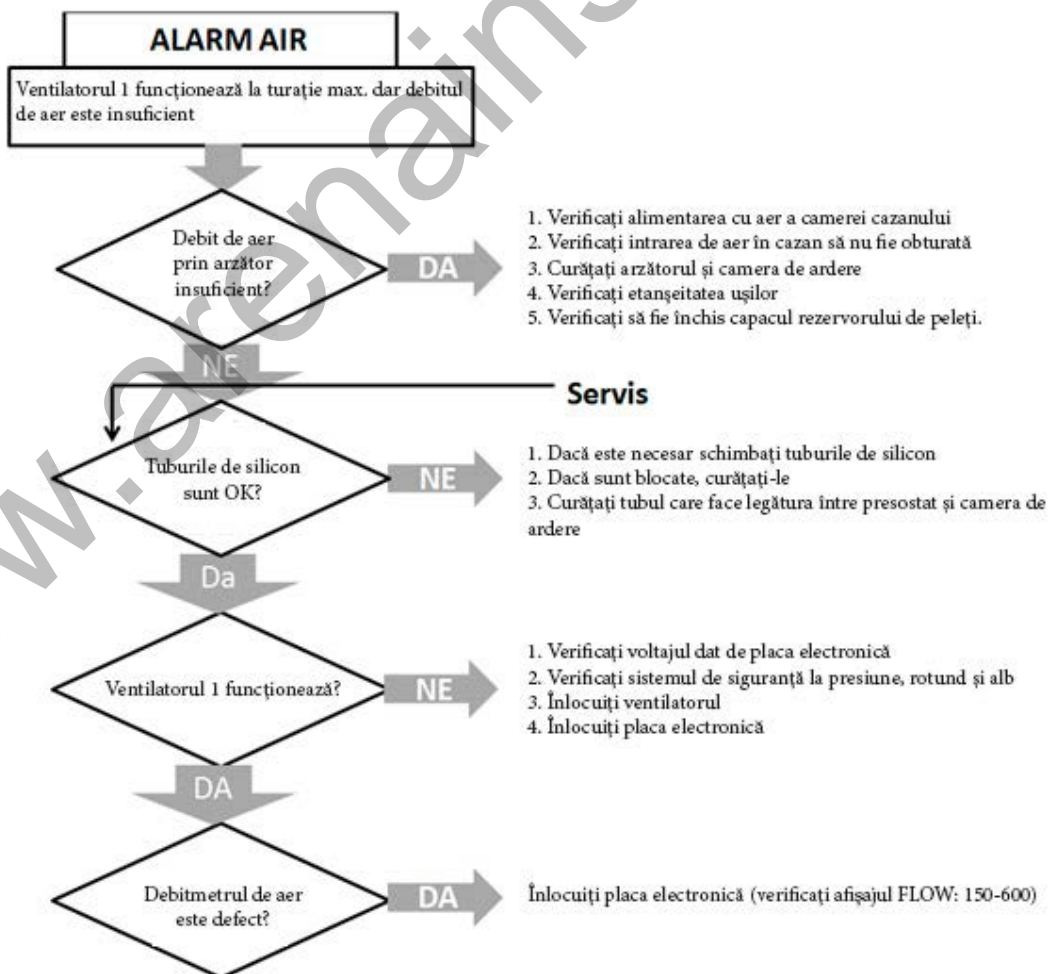 ALARM AIR
Ventilatorul 1 funcționează la turație max. dar debitul
de aer este insuficient
Debit de aer
prin arzător
insuficient?
DA
1. Verificați alimentarea cu aer a camerei cazanului
2. Verificați intrarea de aer în cazan să nu fie obturată
3. Curățați arzătorul și camera de ardere
4. Verificați etanșeitatea ușilor
5. Verificați să fie închis capacul rezervorului de peleți.
NE
Servis
Tuburile de silicon
sunt OK?
NE
1. Dacă este necesar schimbați tuburile de silicon
2. Dacă sunt blocate, curățați-le
3. Curățați tubul care face legătura între presostat și camera de
ardere
Da
Ventilatorul 1 funcționează?
NE
1. Verificați voltajul dat de placa electronică
2. Verificați sistemul de siguranță la presiune, rotund și alb
3. Înlocuiți ventilatorul
4. Înlocuiți placa electronică
DA
Debitmetrul de aer
este defect?
DA
Înlocuiți placa electronică (verificați afișajul FLOW: 150-600)
w.arenains